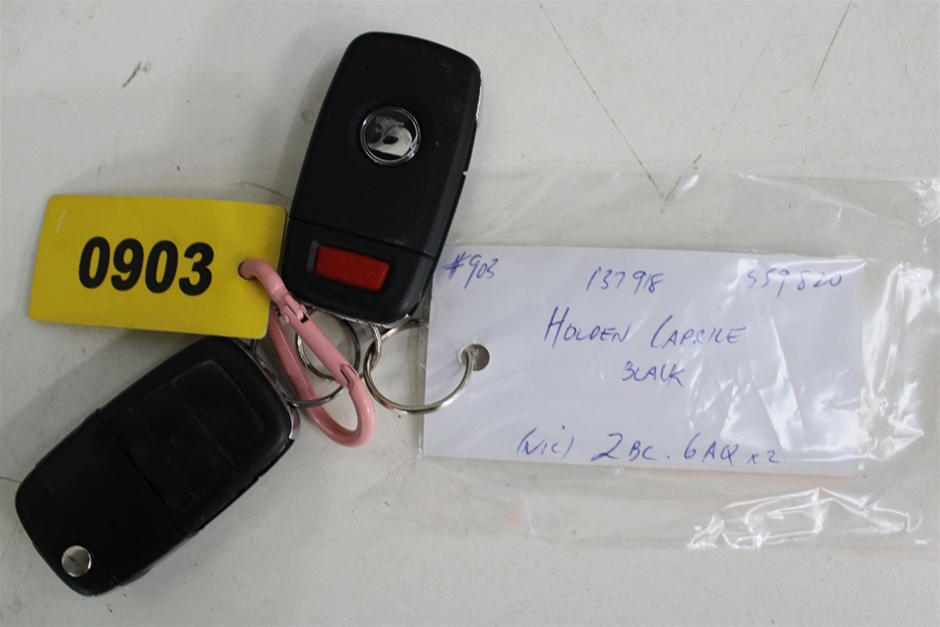 0903
#903 137918 559820
HOLDEN CAPRICE
BLACK
(VIC) 2BC. 6AQ x2